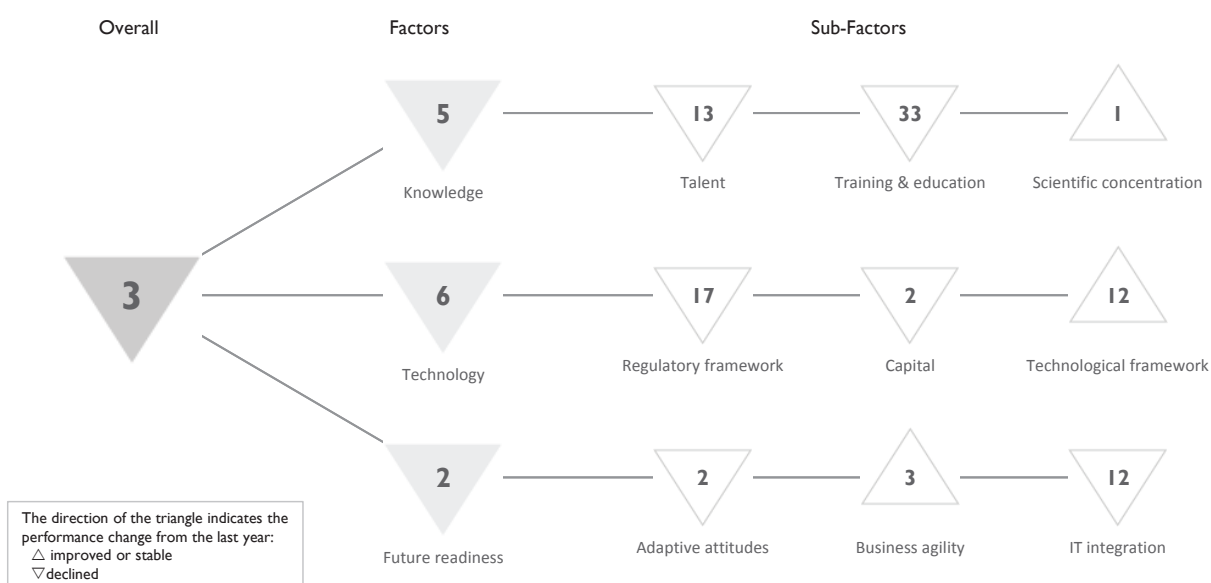 Overall
Factors
Sub-Factors
5
13
33
1
Knowledge
Talent
Training & education
Scientific concentration
3
6
17
2
12
Technology
Regulatory framework
Capital
Technological framework
2
2
3
12
Future readiness
Adaptive attitudes
Business agility
IT integration
The direction of the triangle indicates the
performance change from the last year:
△ improved or stable
▽ declined